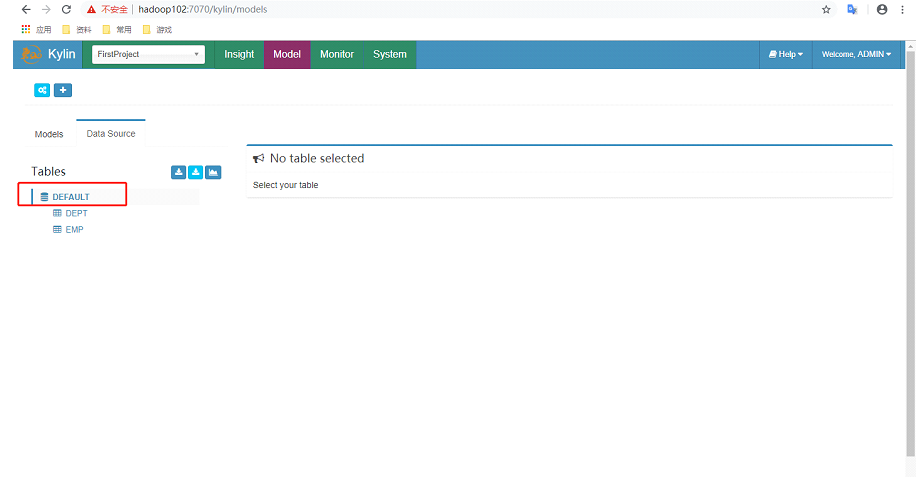 不安全 hadoop102:7070/kylin/models
应用 资料 常用 游戏
Kylin FirstProject Insight Model Monitor System Help Welcome, ADMIN
Models Data Source
No table selected
Tables
Select your table
DEFAULT
DEPT
EMP